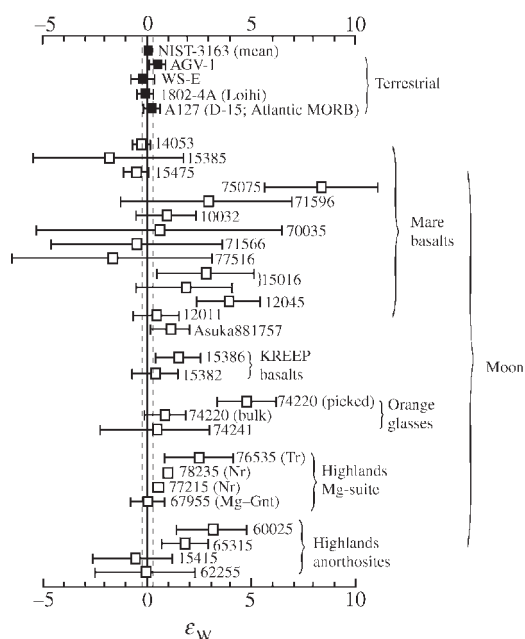 −5 0 5 10
NIST-3163 (mean)
AGV-1
WS-E
Terrestrial
1802-4A (Loihi)
A127 (D-15; Atlantic MORB)
14053
15385
15475
75075
71596
10032
Mare
70035
basalts
71566
77516
15016
12045
12011
Asuka881757
15386
KREEP
15382
basalts
Moon
74220 (picked)
Orange
74220 (bulk)
glasses
74241
76535 (Tr)
78235 (Nr)
Highlands
77215 (Nr)
Mg-suite
67955 (Mg–Gnt)
60025
65315
Highlands
15415
anorthosites
62255
−5 0 5 10
εW